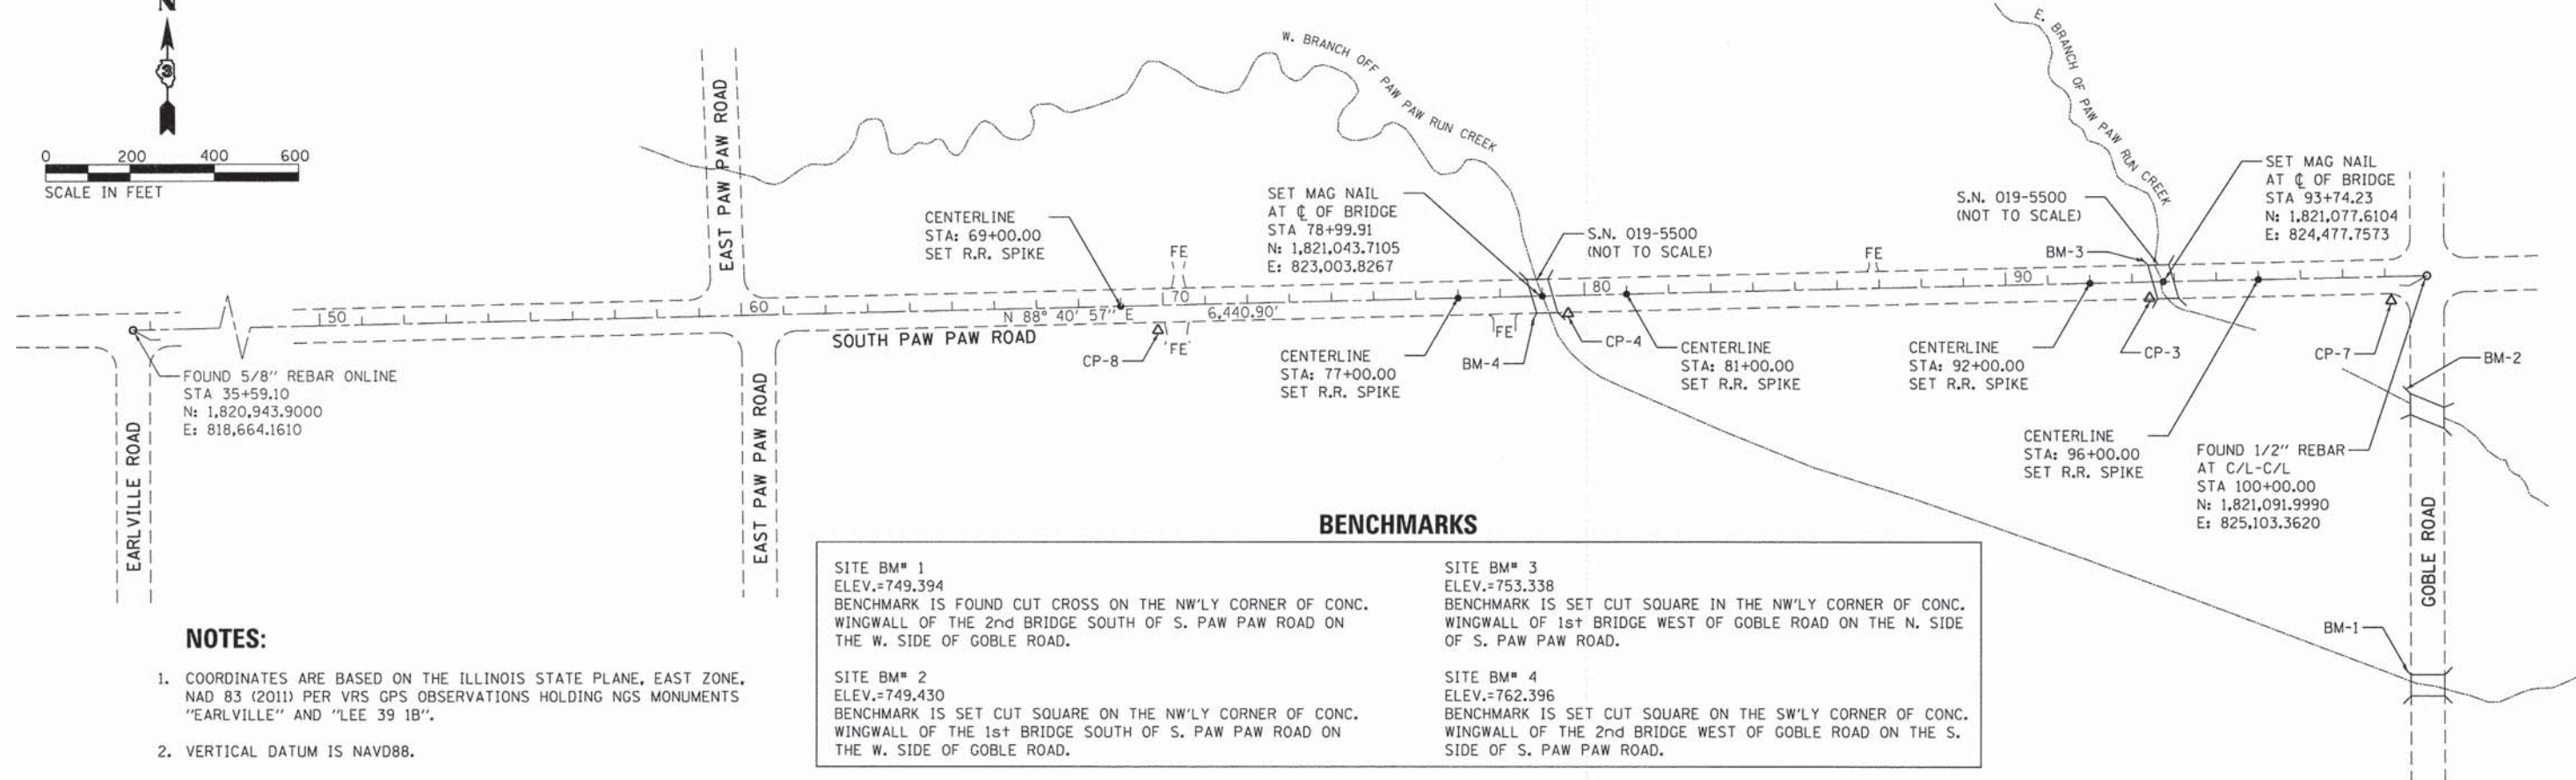 N
0 200 400 600
SCALE IN FEET
FOUND 5/8" REBAR ONLINE
STA 35+59.10
N: 1,820,943.9000
E: 818,664.1610
EARLVILLE ROAD
50
EAST PAW PAW ROAD
60
EAST PAW PAW ROAD
SOUTH PAW PAW ROAD
N 88° 40' 57" E
6,440.90'
CENTERLINE
STA: 69+00.00
SET R.R. SPIKE
FE
70
CP-8
FE
W. BRANCH OFF PAW PAW RUN CREEK
SET MAG NAIL
AT ℄ OF BRIDGE
STA 78+99.91
N: 1,821,043.7105
E: 823,003.8267
CENTERLINE
STA: 77+00.00
SET R.R. SPIKE
FE
BM-4
S.N. 019-5500
(NOT TO SCALE)
80
CP-4
CENTERLINE
STA: 81+00.00
SET R.R. SPIKE
FE
E. BRANCH OF PAW PAW RUN CREEK
S.N. 019-5500
(NOT TO SCALE)
BM-3
90
SET MAG NAIL
AT ℄ OF BRIDGE
STA 93+74.23
N: 1,821,077.6104
E: 824,477.7573
CENTERLINE
STA: 92+00.00
SET R.R. SPIKE
CP-3
CP-7
BM-2
CENTERLINE
STA: 96+00.00
SET R.R. SPIKE
FOUND 1/2" REBAR
AT C/L-C/L
STA 100+00.00
N: 1,821,091.9990
E: 825,103.3620
GOBLE ROAD
BM-1
BENCHMARKS
SITE BM# 1
ELEV.=749.394
BENCHMARK IS FOUND CUT CROSS ON THE NW'LY CORNER OF CONC.
WINGWALL OF THE 2nd BRIDGE SOUTH OF S. PAW PAW ROAD ON
THE W. SIDE OF GOBLE ROAD.
SITE BM# 2
ELEV.=749.430
BENCHMARK IS SET CUT SQUARE ON THE NW'LY CORNER OF CONC.
WINGWALL OF THE 1st BRIDGE SOUTH OF S. PAW PAW ROAD ON
THE W. SIDE OF GOBLE ROAD.
SITE BM# 3
ELEV.=753.338
BENCHMARK IS SET CUT SQUARE IN THE NW'LY CORNER OF CONC.
WINGWALL OF 1st BRIDGE WEST OF GOBLE ROAD ON THE N. SIDE
OF S. PAW PAW ROAD.
SITE BM# 4
ELEV.=762.396
BENCHMARK IS SET CUT SQUARE ON THE SW'LY CORNER OF CONC.
WINGWALL OF THE 2nd BRIDGE WEST OF GOBLE ROAD ON THE S.
SIDE OF S. PAW PAW ROAD.
NOTES:
1. COORDINATES ARE BASED ON THE ILLINOIS STATE PLANE, EAST ZONE,
NAD 83 (2011) PER VRS GPS OBSERVATIONS HOLDING NGS MONUMENTS
"EARLVILLE" AND "LEE 39 1B".
2. VERTICAL DATUM IS NAVD88.